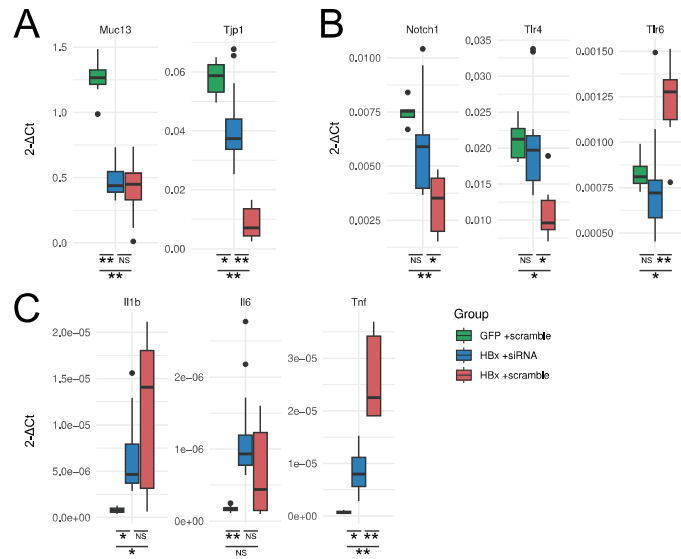 A
Muc13
Tjp1
2-ΔCt
1.5
1.0
0.5
0.0
0.06
0.04
0.02
0.00
** NS
**
* **
**
B
Notch1
Tlr4
Tlr6
2-ΔCt
0.0100
0.0075
0.0050
0.0025
0.035
0.030
0.025
0.020
0.015
0.010
0.00150
0.00125
0.00100
0.00075
0.00050
NS *
**
NS *
*
NS **
*
C
Il1b
Il6
Tnf
2-ΔCt
2.0e-05
1.5e-05
1.0e-05
5.0e-06
0.0e+00
2e-06
1e-06
0e+00
3e-05
2e-05
1e-05
0e+00
* NS
*
** NS
NS
* **
**
Group
GFP +scramble
HBx +siRNA
HBx +scramble